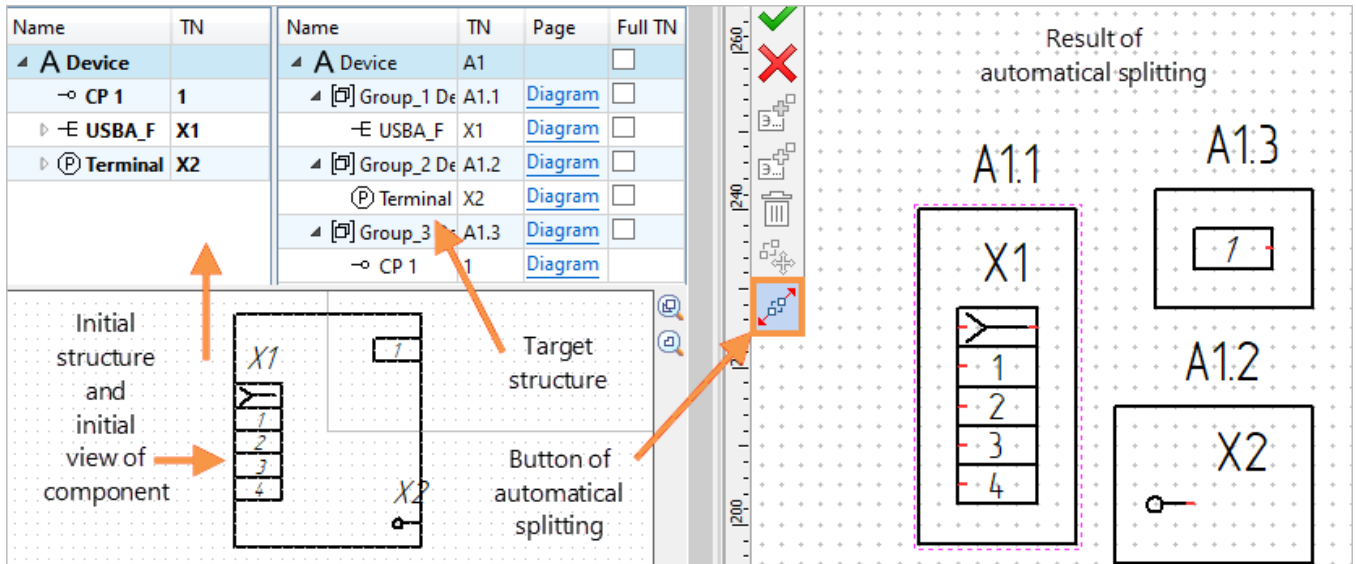 Name TN
A Device
CP 1 1
USBA_F X1
Terminal X2
Name TN Page Full TN
A Device A1
Group_1 De A1.1 Diagram
USBA_F X1 Diagram
Group_2 De A1.2 Diagram
Terminal X2 Diagram
Group_3 A1.3 Diagram
CP 1 1 Diagram
Initial
structure
and
initial
view of
component
X1
1
2
3
4
1
X2
Target
structure
Button of
automatical
splitting
260
240
200
Э...
Э...
Result of
automatical splitting
A1.1
X1
1
2
3
4
A1.3
1
A1.2
X2